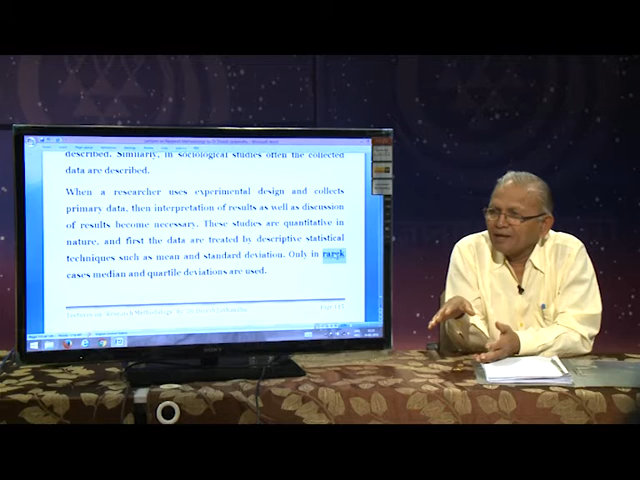 described. Similarly, in sociological studies often the collected
data are described.
When a researcher uses experimental design and collects
primary data, then interpretation of results as well as discussion
of results become necessary. These studies are quantitative in
nature, and first the data are treated by descriptive statistical
techniques such as mean and standard deviation. Only in rare
cases median and quartile deviations are used.